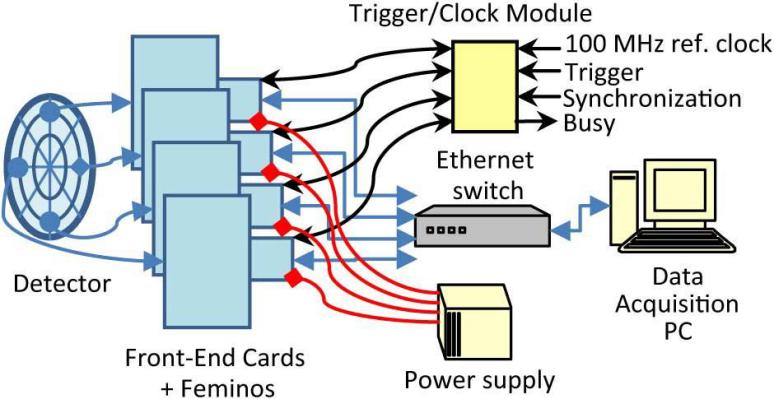 Trigger/Clock Module
100 MHz ref. clock
Trigger
Synchronization
Busy
Ethernet
switch
Detector
Data
Acquisition
PC
Front-End Cards
+ Feminos
Power supply